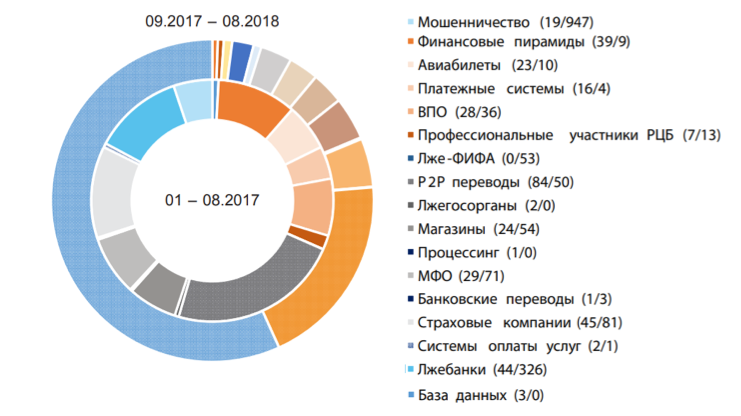 09.2017 – 08.2018
01 – 08.2017
Мошенничество (19/947)
Финансовые пирамиды (39/9)
Авиабилеты (23/10)
Платежные системы (16/4)
ВПО (28/36)
Профессиональные участники РЦБ (7/13)
Лже-ФИФА (0/53)
P2P переводы (84/50)
Лжегосорганы (2/0)
Магазины (24/54)
Процессинг (1/0)
МФО (29/71)
Банковские переводы (1/3)
Страховые компании (45/81)
Системы оплаты услуг (2/1)
Лжебанки (44/326)
База данных (3/0)